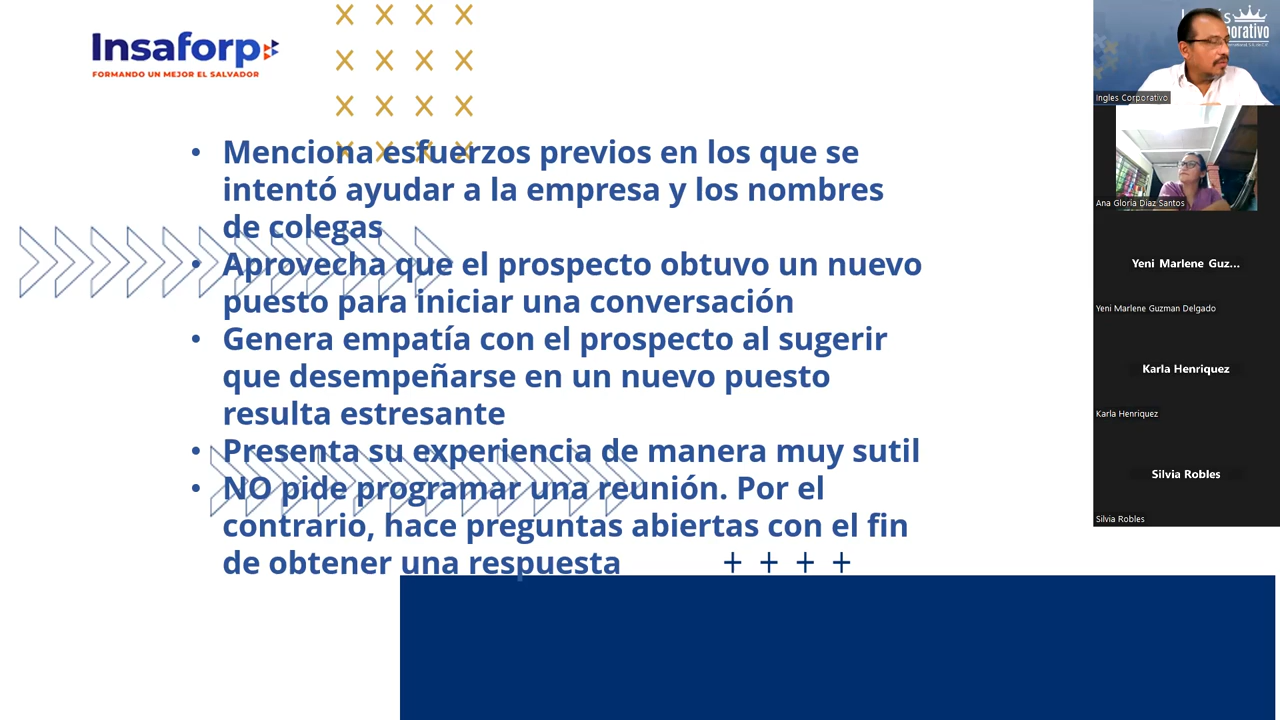 Insaforp
FORMANDO UN MEJOR EL SALVADOR
• Menciona esfuerzos previos en los que se
intentó ayudar a la empresa y los nombres
de colegas
• Aprovecha que el prospecto obtuvo un nuevo
puesto para iniciar una conversación
• Genera empatía con el prospecto al sugerir
que desempeñarse en un nuevo puesto
resulta estresante
• Presenta su experiencia de manera muy sutil
• NO pide programar una reunión. Por el
contrario, hace preguntas abiertas con el fin
de obtener una respuesta
Ingles Corporativo
Ana Gloria Diaz Santos
Yeni Marlene Guz...
Yeni Marlene Guzman Delgado
Karla Henriquez
Karla Henriquez
Silvia Robles
Silvia Robles